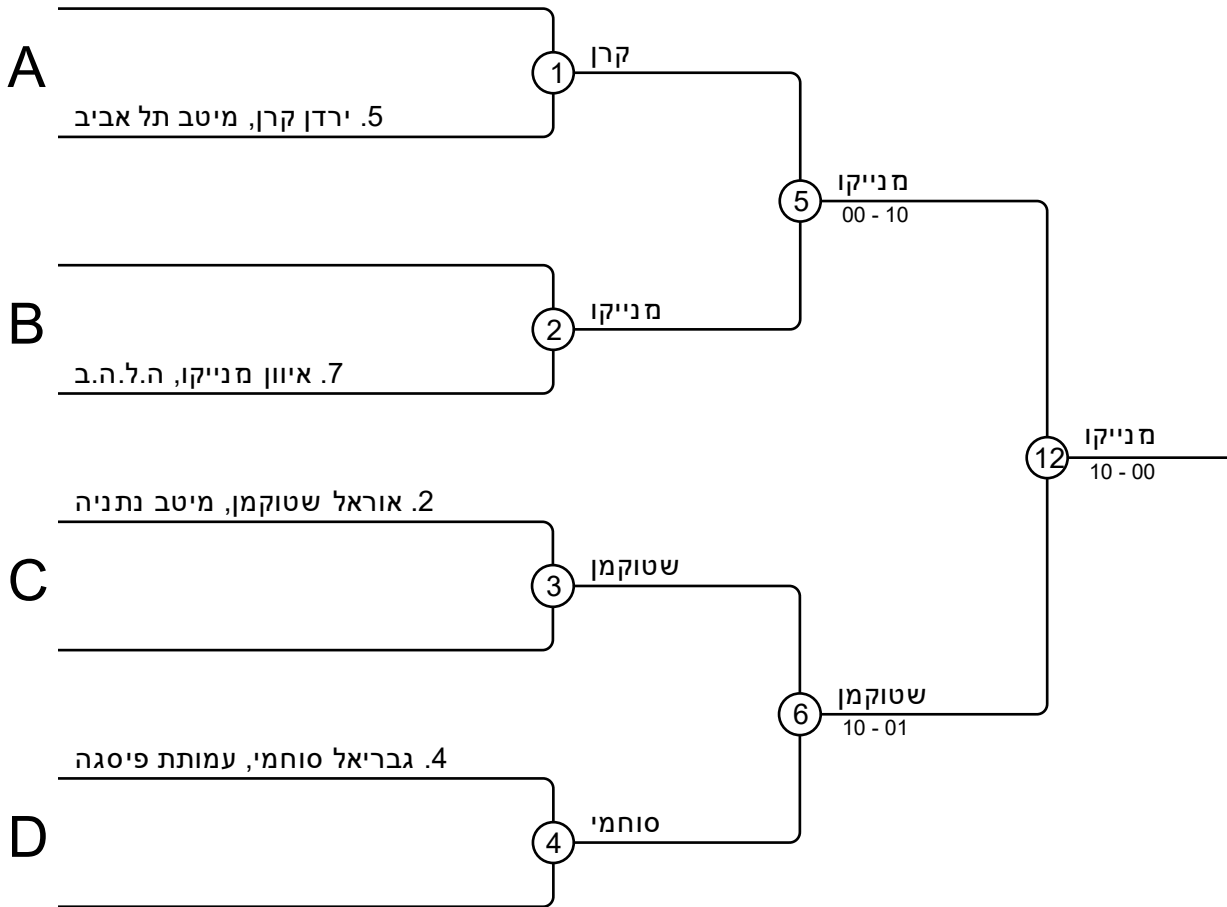 קרן
A
1
5. ירדן קרן, מיטב תל אביב
מנייקו
5
00 - 10
B
מנייקו
2
7. איוון מנייקו, ה.ל.ה.ב
מנייקו
12
10 - 00
2. אוראל שטוקמן, מיטב נתניה
C
שטוקמן
3
שטוקמן
6
10 - 01
4. גבריאל סוחמי, עמותת פיסגה
D
סוחמי
4